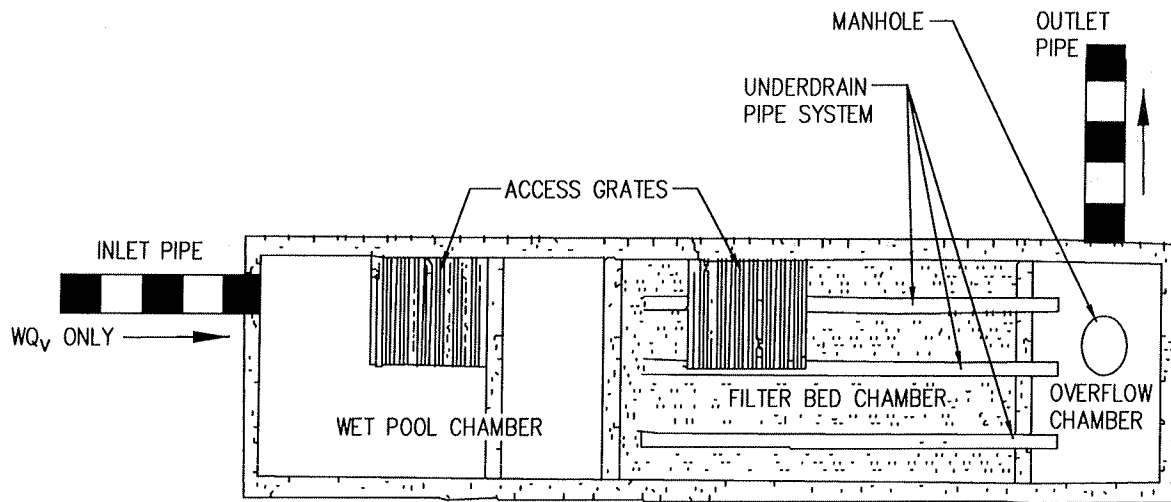 MANHOLE
OUTLET
PIPE
UNDERDRAIN
PIPE SYSTEM
ACCESS GRATES
INLET PIPE
WQv ONLY
FILTER BED CHAMBER
OVERFLOW
CHAMBER
WET POOL CHAMBER